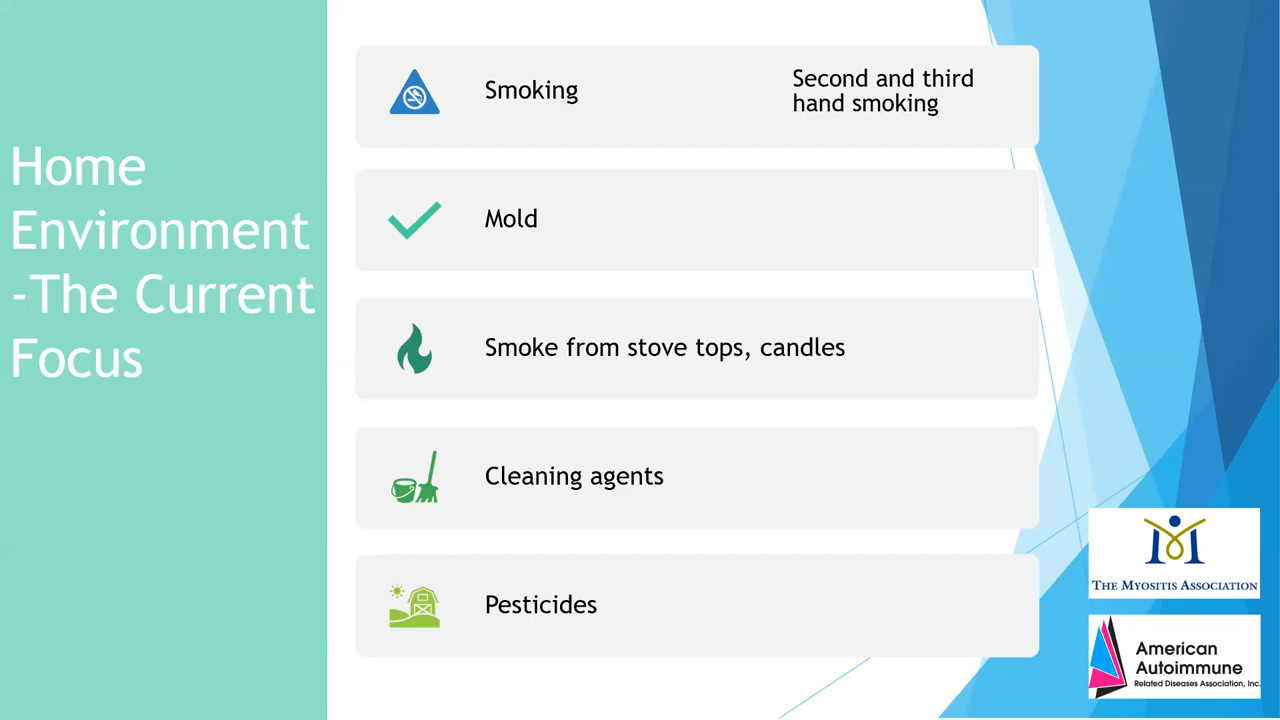 Home
Environment
-The Current
Focus
Smoking
Second and third
hand smoking
Mold
Smoke from stove tops, candles
Cleaning agents
Pesticides
THE MYOSITIS ASSOCIATION
American
Autoimmune
Related Diseases Association, Inc.